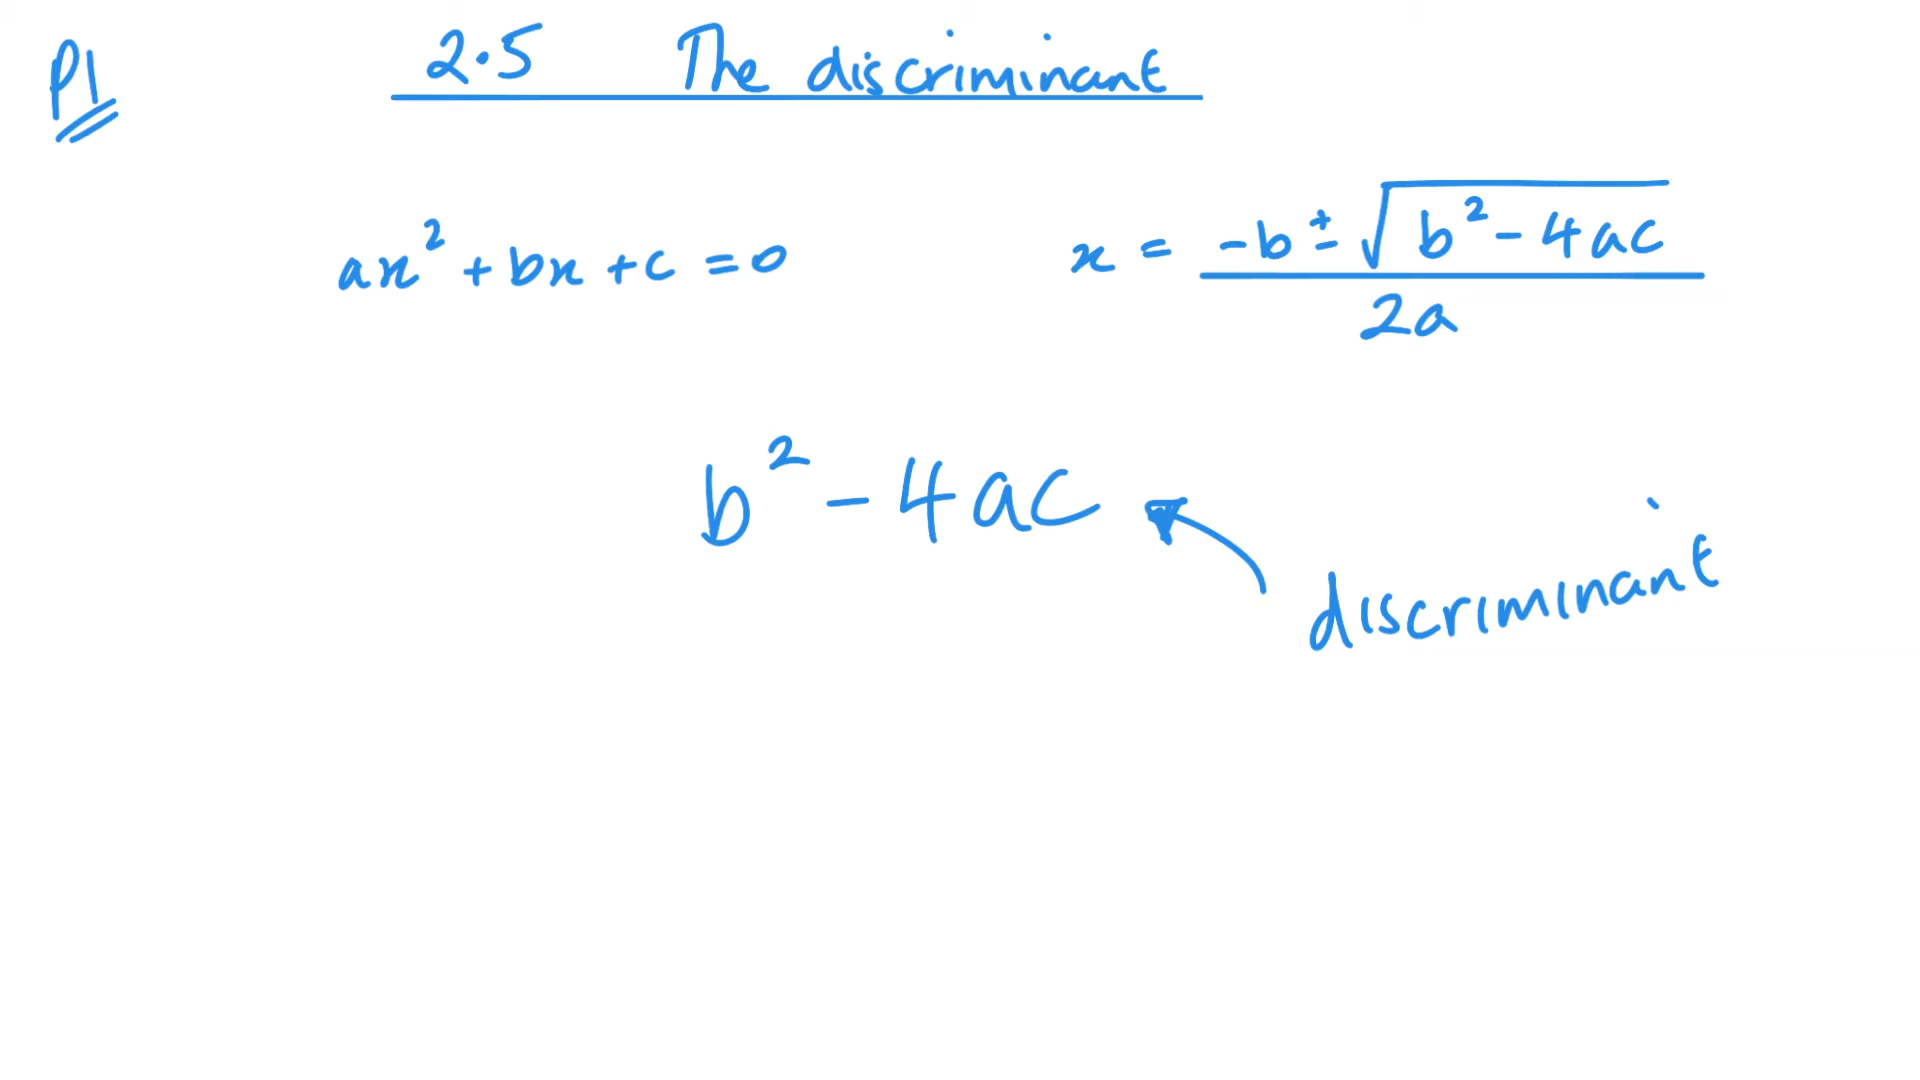 P1
2.5 The discriminant
ax² + bx + c = 0
x = -b ± √(b² - 4ac) / 2a
b² - 4ac
discriminant